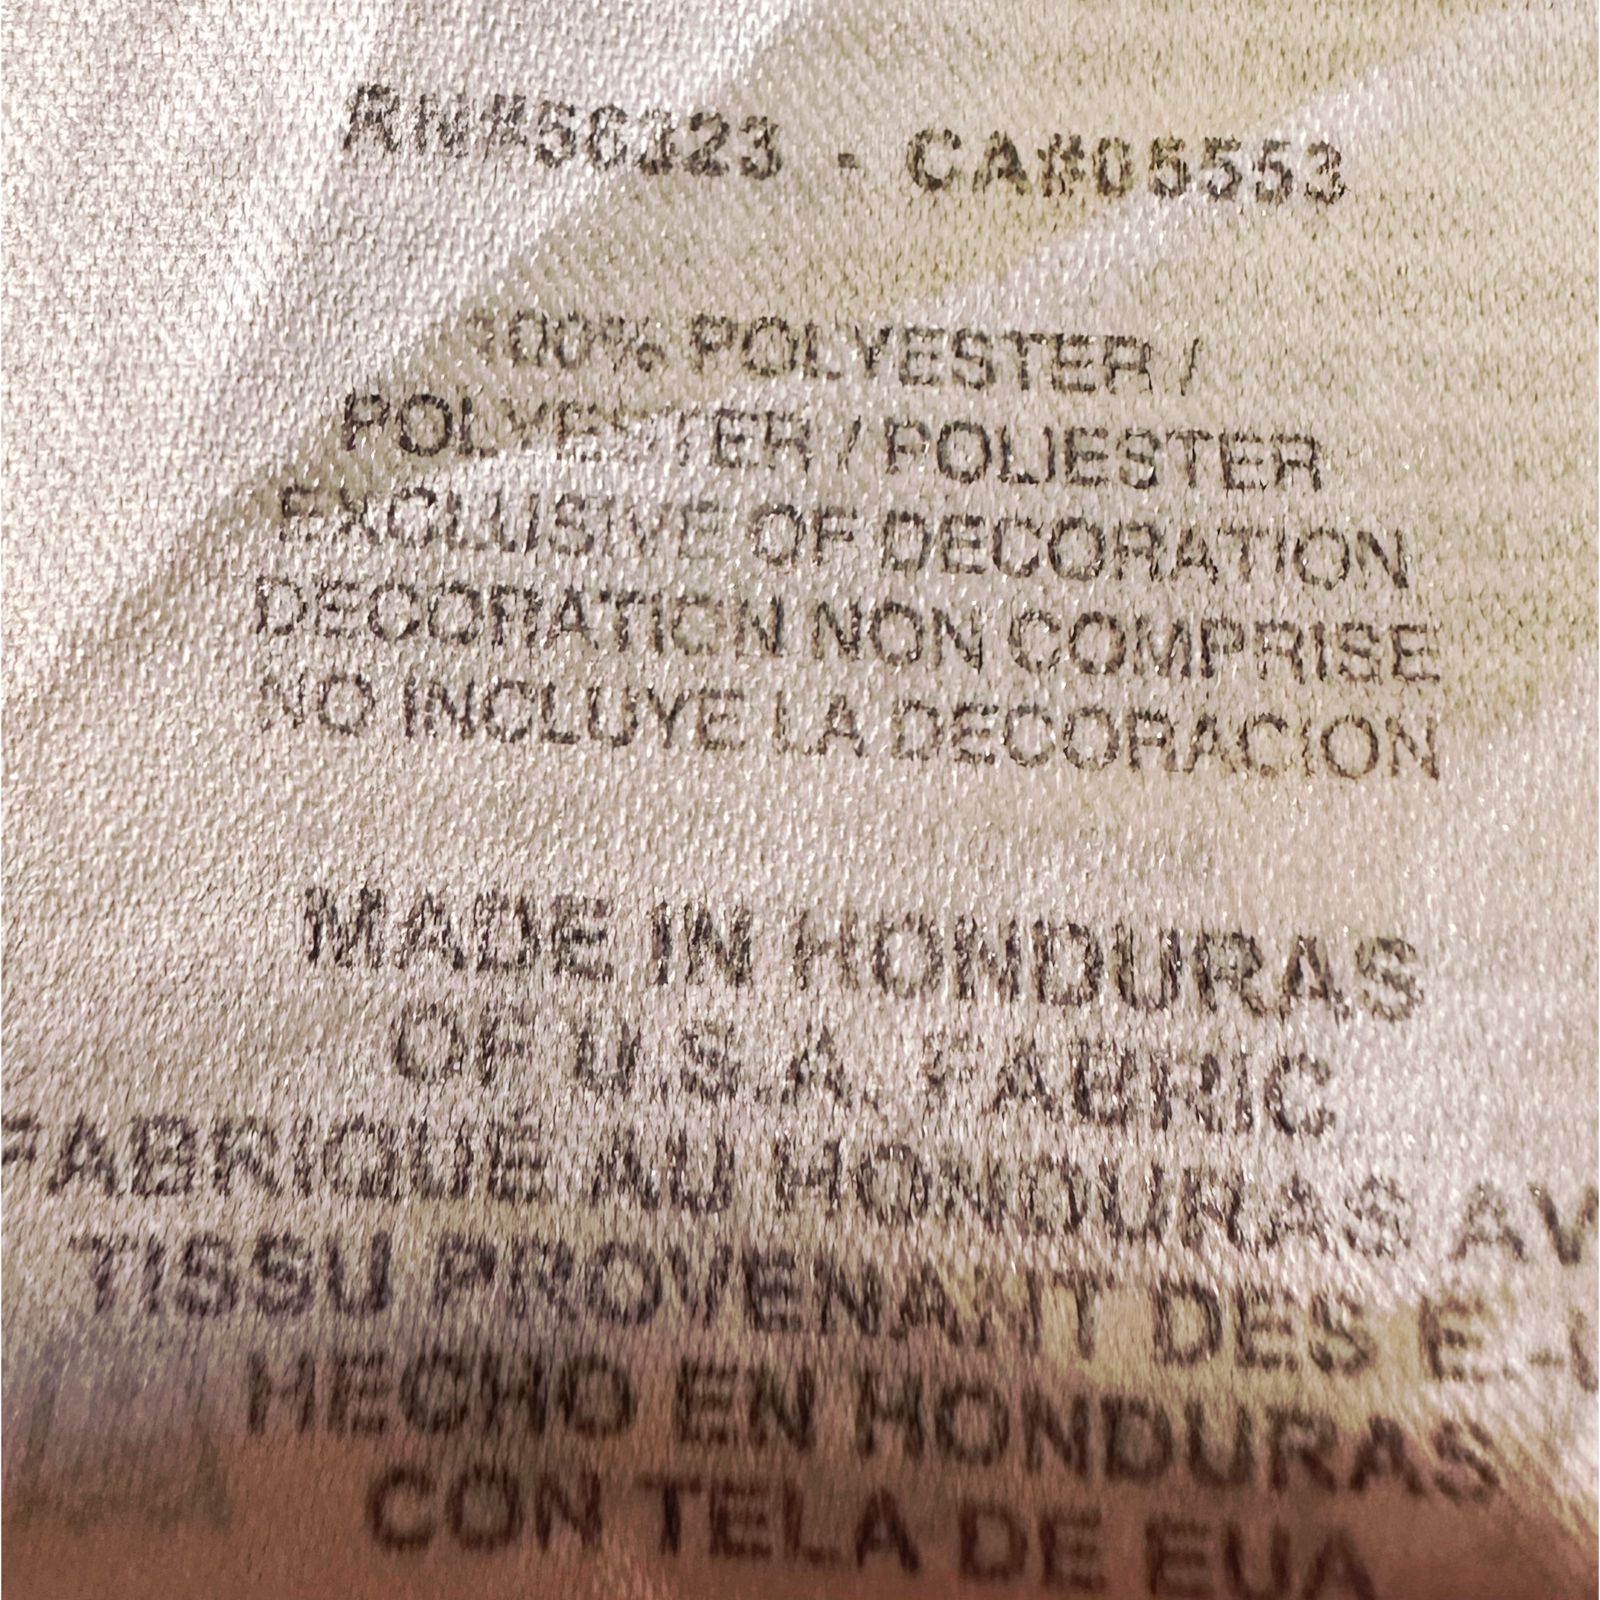 RN#56323 - CA#05553
100% POLYESTER /
POLYESTER / POLIESTER
EXCLUSIVE OF DECORATION
DECORATION NON COMPRISE
NO INCLUYE LA DECORACION
MADE IN HONDURAS
OF U.S.A. FABRIC
FABRIQUÉ AU HONDURAS AV
TISSU PROVENANT DES É.-
HECHO EN HONDURAS
CON TELA DE EUA